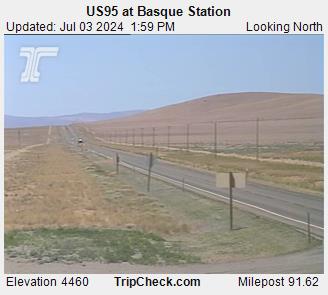 US95 at Basque Station
Updated: Jul 03 2024 1:59 PM Looking North
Elevation 4460 TripCheck.com Milepost 91.62